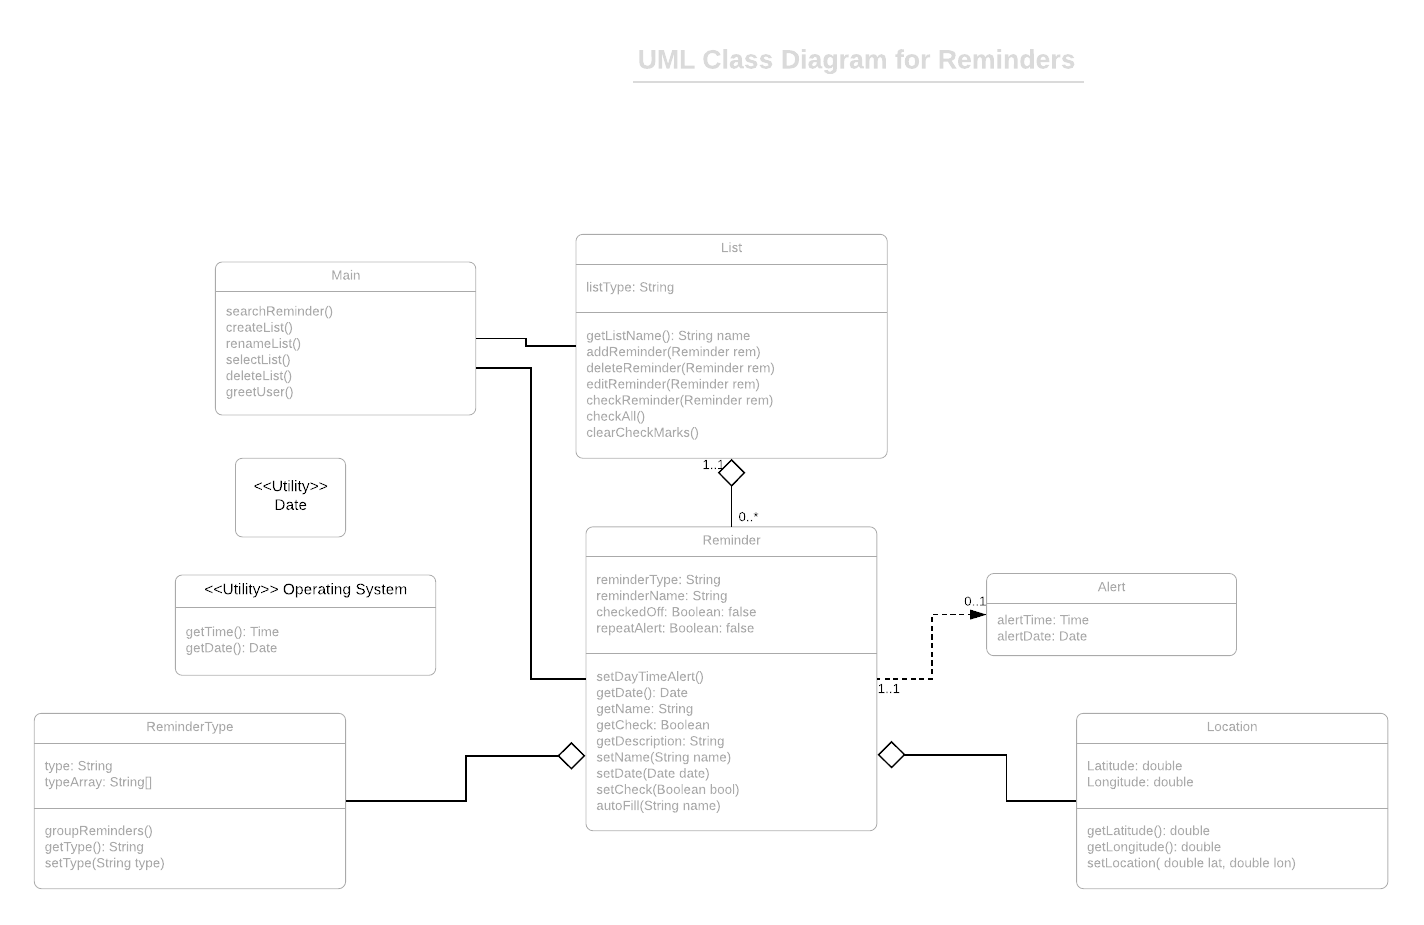 UML Class Diagram for Reminders
List
listType: String
getListName(): String name
addReminder(Reminder rem)
deleteReminder(Reminder rem)
editReminder(Reminder rem)
checkReminder(Reminder rem)
checkAll()
clearCheckMarks()
Main
searchReminder()
createList()
renameList()
selectList()
deleteList()
greetUser()
1..1
0..*
<<Utility>>
Date
<<Utility>> Operating System
getTime(): Time
getDate(): Date
Reminder
reminderType: String
reminderName: String
checkedOff: Boolean: false
repeatAlert: Boolean: false
setDayTimeAlert()
getDate(): Date
getName: String
getCheck: Boolean
getDescription: String
setName(String name)
setDate(Date date)
setCheck(Boolean bool)
autoFill(String name)
0..1
1..1
Alert
alertTime: Time
alertDate: Date
ReminderType
type: String
typeArray: String[]
groupReminders()
getType(): String
setType(String type)
Location
Latitude: double
Longitude: double
getLatitude(): double
getLongitude(): double
setLocation( double lat, double lon)